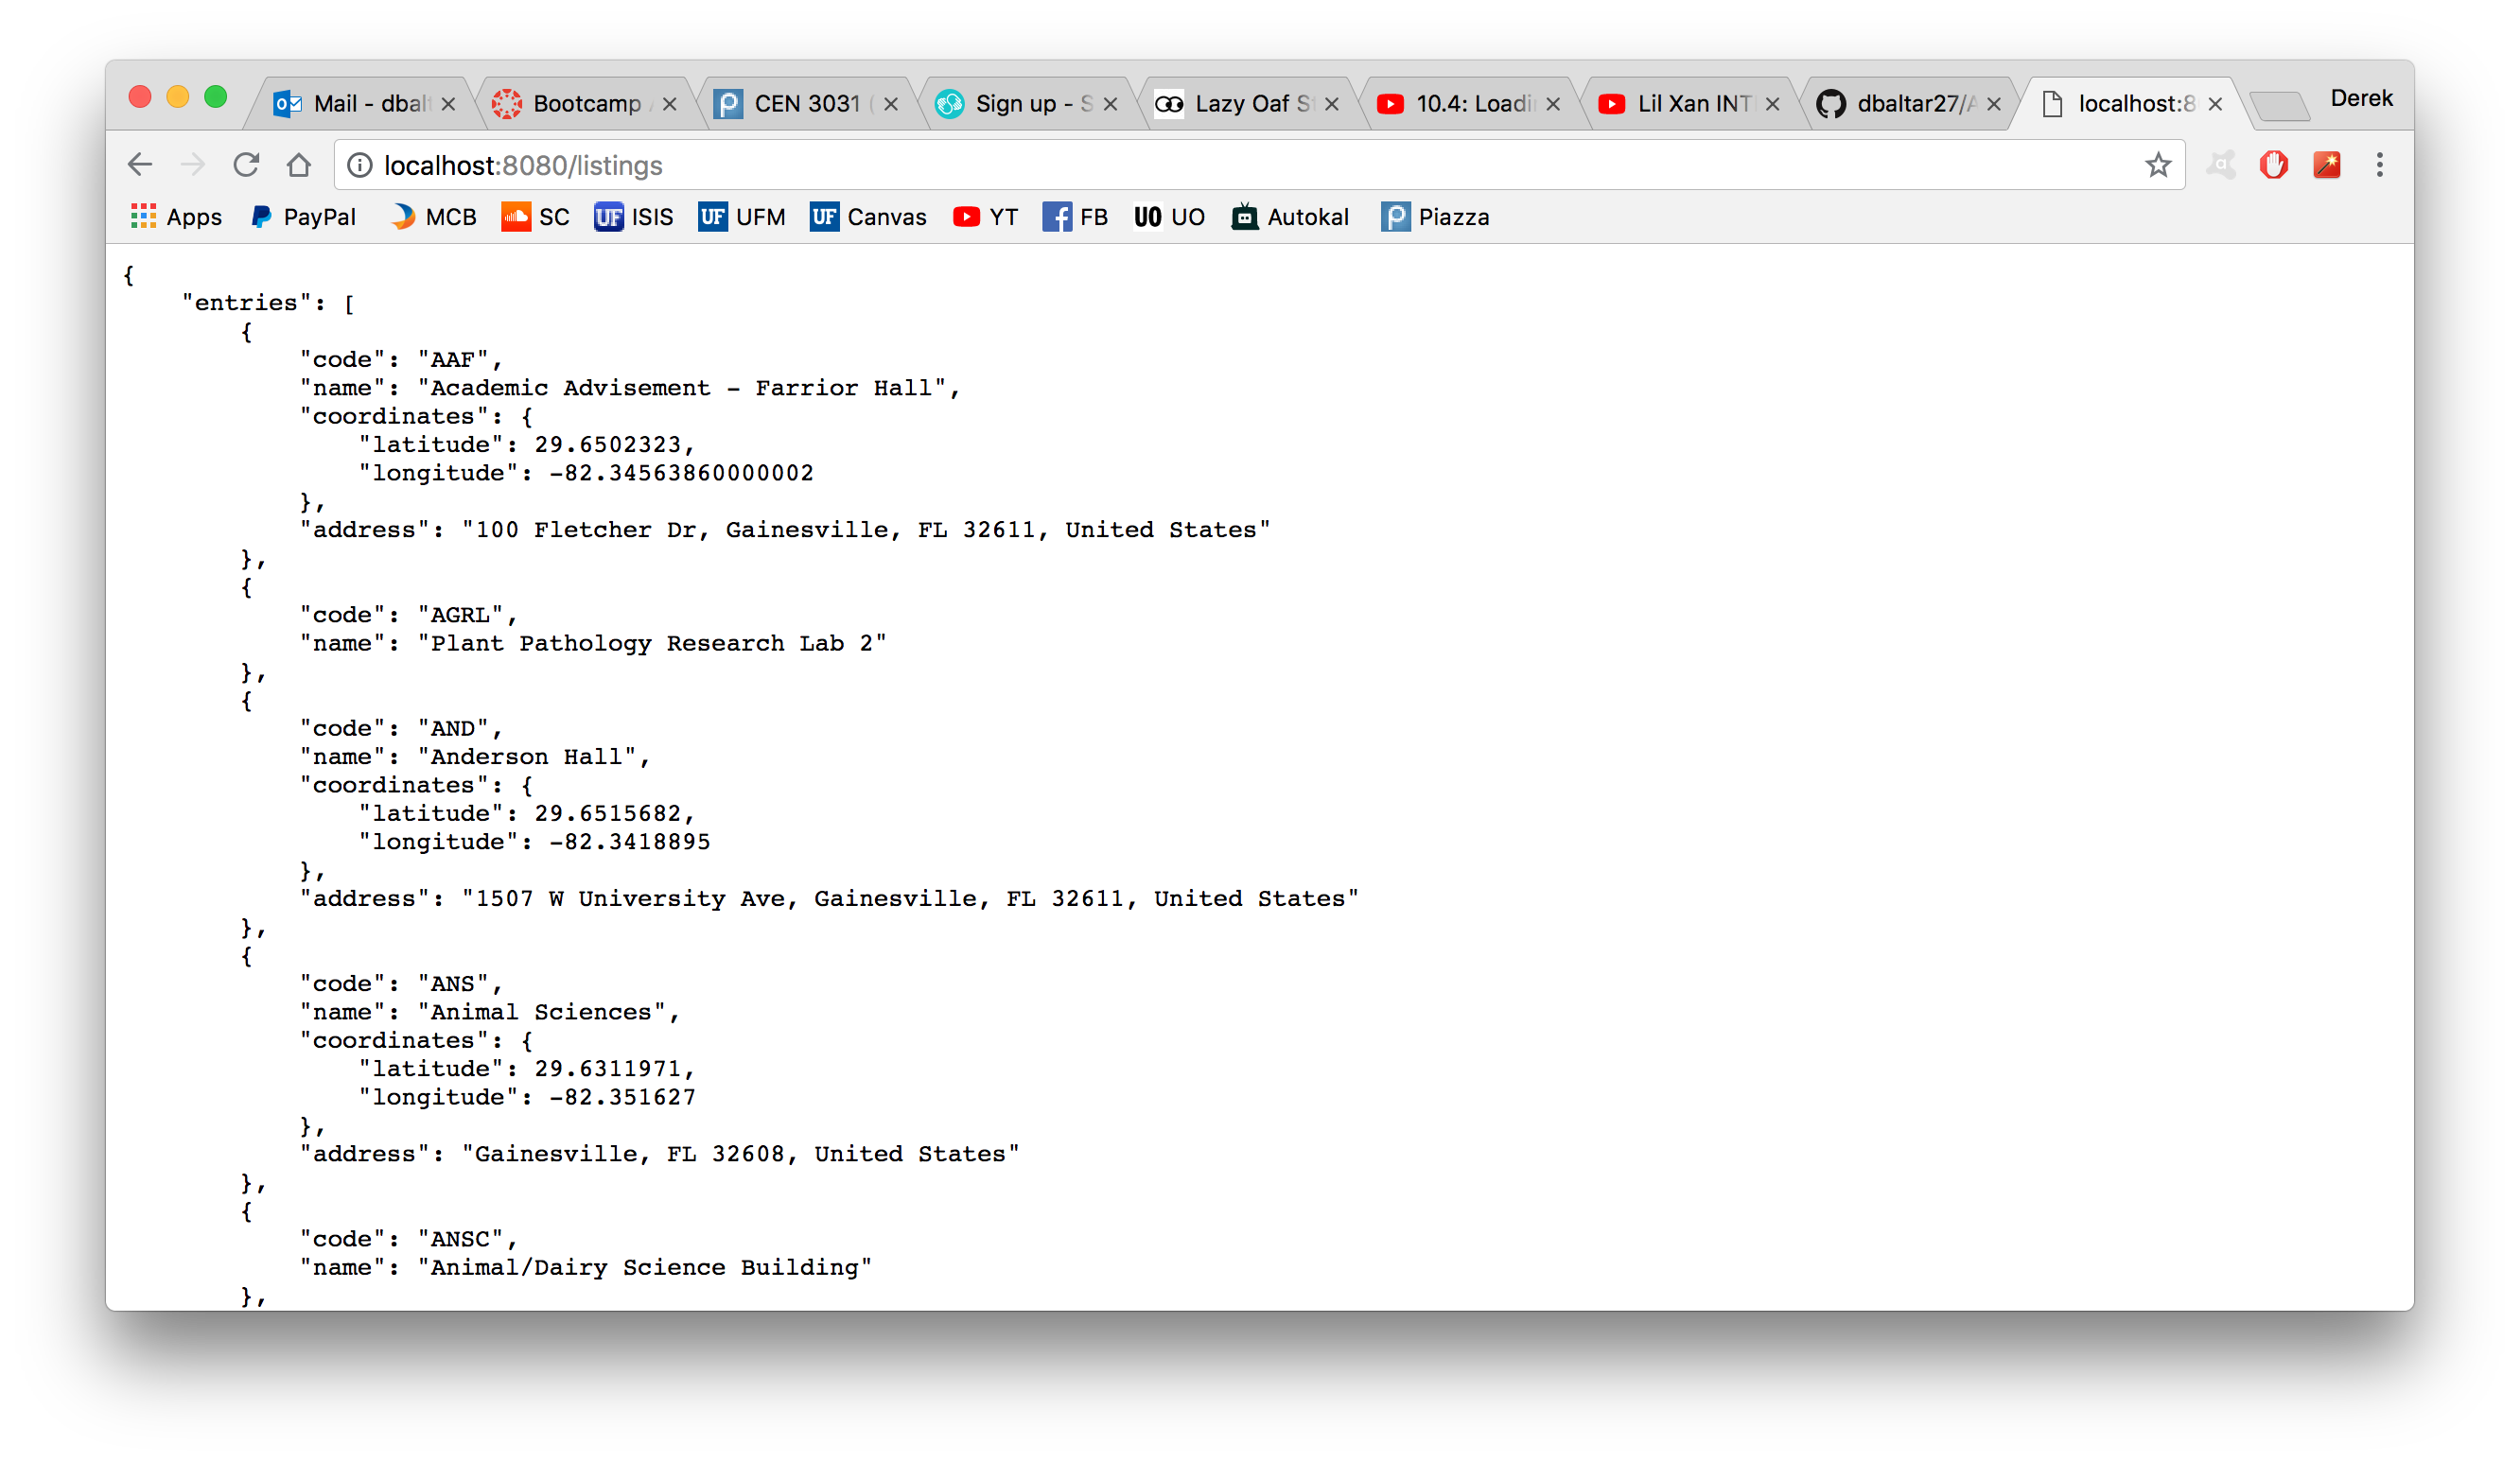 Mail - dbal Bootcamp CEN 3031 ( Sign up - S Lazy Oaf S 10.4: Loadi Lil Xan INT dbaltar27/A localhost:8 Derek
localhost:8080/listings
Apps PayPal MCB SC UF ISIS UF UFM UF Canvas YT FB UO UO Autokal Piazza
{
"entries": [
{
"code": "AAF",
"name": "Academic Advisement - Farrior Hall",
"coordinates": {
"latitude": 29.6502323,
"longitude": -82.34563860000002
},
"address": "100 Fletcher Dr, Gainesville, FL 32611, United States"
},
{
"code": "AGRL",
"name": "Plant Pathology Research Lab 2"
},
{
"code": "AND",
"name": "Anderson Hall",
"coordinates": {
"latitude": 29.6515682,
"longitude": -82.3418895
},
"address": "1507 W University Ave, Gainesville, FL 32611, United States"
},
{
"code": "ANS",
"name": "Animal Sciences",
"coordinates": {
"latitude": 29.6311971,
"longitude": -82.351627
},
"address": "Gainesville, FL 32608, United States"
},
{
"code": "ANSC",
"name": "Animal/Dairy Science Building"
},